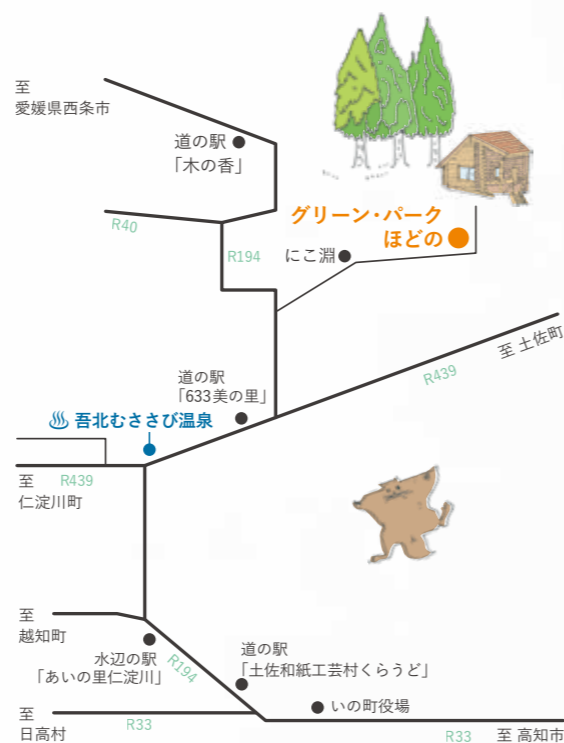 至
愛媛県西条市
道の駅
「木の香」
グリーン・パーク
ほどの
R40
R194
にこ淵
至 土佐町
R439
道の駅
「633美の里」
吾北むささび温泉
至
仁淀川町
R439
至
越知町
水辺の駅
「あいの里仁淀川」
R194
道の駅
「土佐和紙工芸村くらうど」
いの町役場
至
日高村
R33
R33
至 高知市